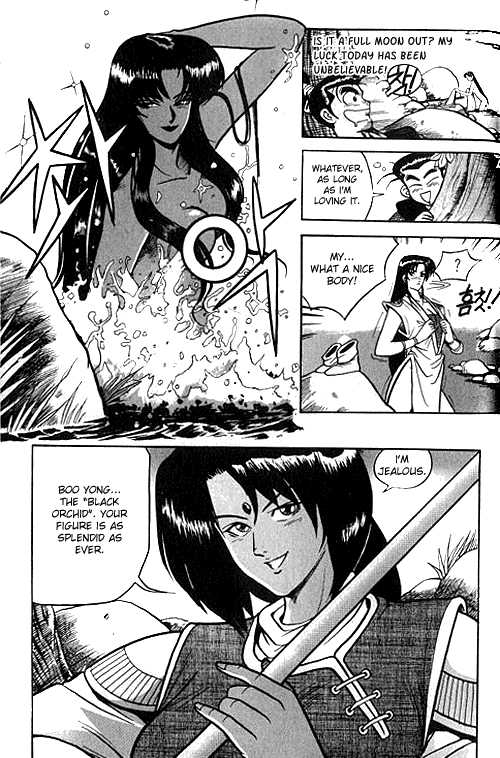 IS IT A FULL MOON OUT? MY
LUCK TODAY HAS BEEN
UNBELIEVABLE!
WHATEVER,
AS LONG
AS I'M
LOVING IT.
MY...
WHAT A NICE
BODY!
?
흠칫!
I'M
JEALOUS.
BOO YONG...
THE "BLACK
ORCHID". YOUR
FIGURE IS AS
SPLENDID AS
EVER.